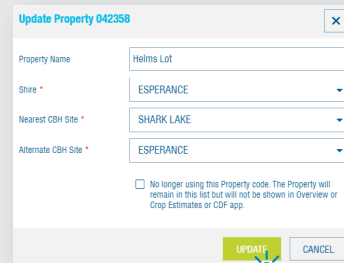 Update Property 042358
Property Name
Helms Lot
Shire *
ESPERANCE
Nearest CBH Site *
SHARK LAKE
Alternate CBH Site *
ESPERANCE
No longer using this Property code. The Property will
remain in this list but will not be shown in Overview or
Crop Estimates or CDF app.
UPDATE
CANCEL